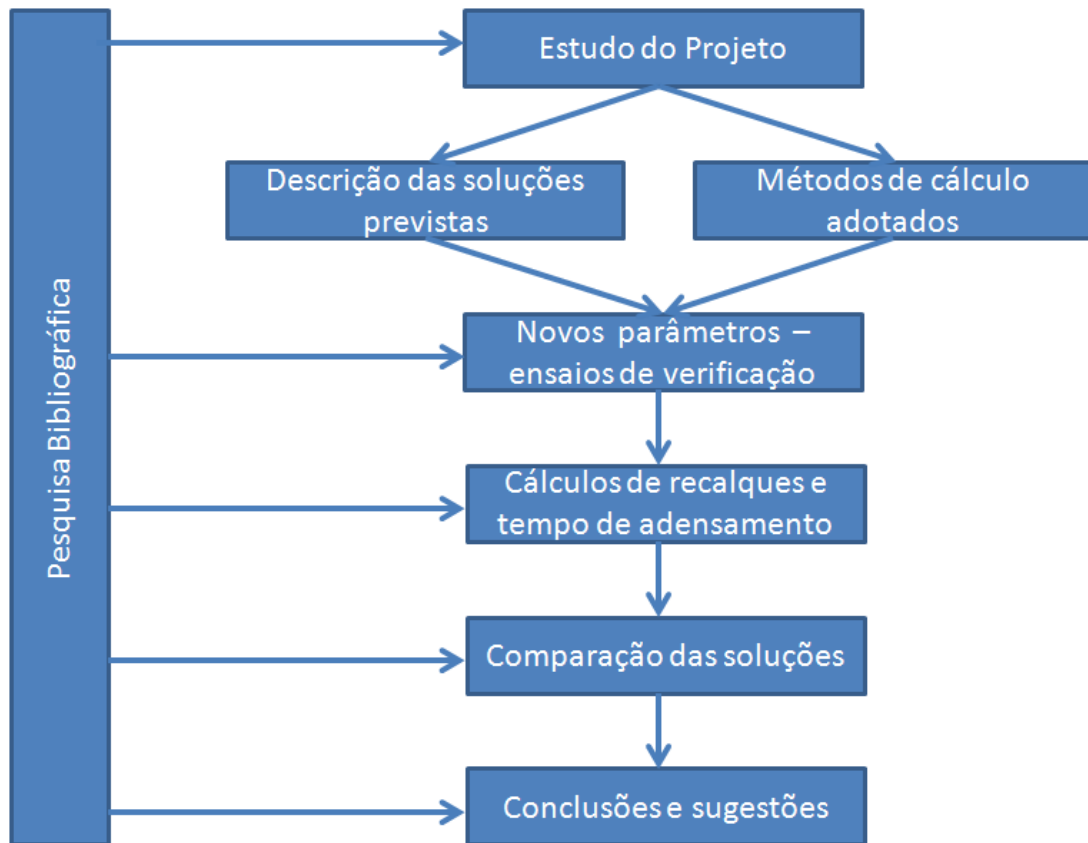 Pesquisa Bibliográfica
Estudo do Projeto
Descrição das soluções
previstas
Métodos de cálculo
adotados
Novos parâmetros –
ensaios de verificação
Cálculos de recalques e
tempo de adensamento
Comparação das soluções
Conclusões e sugestões